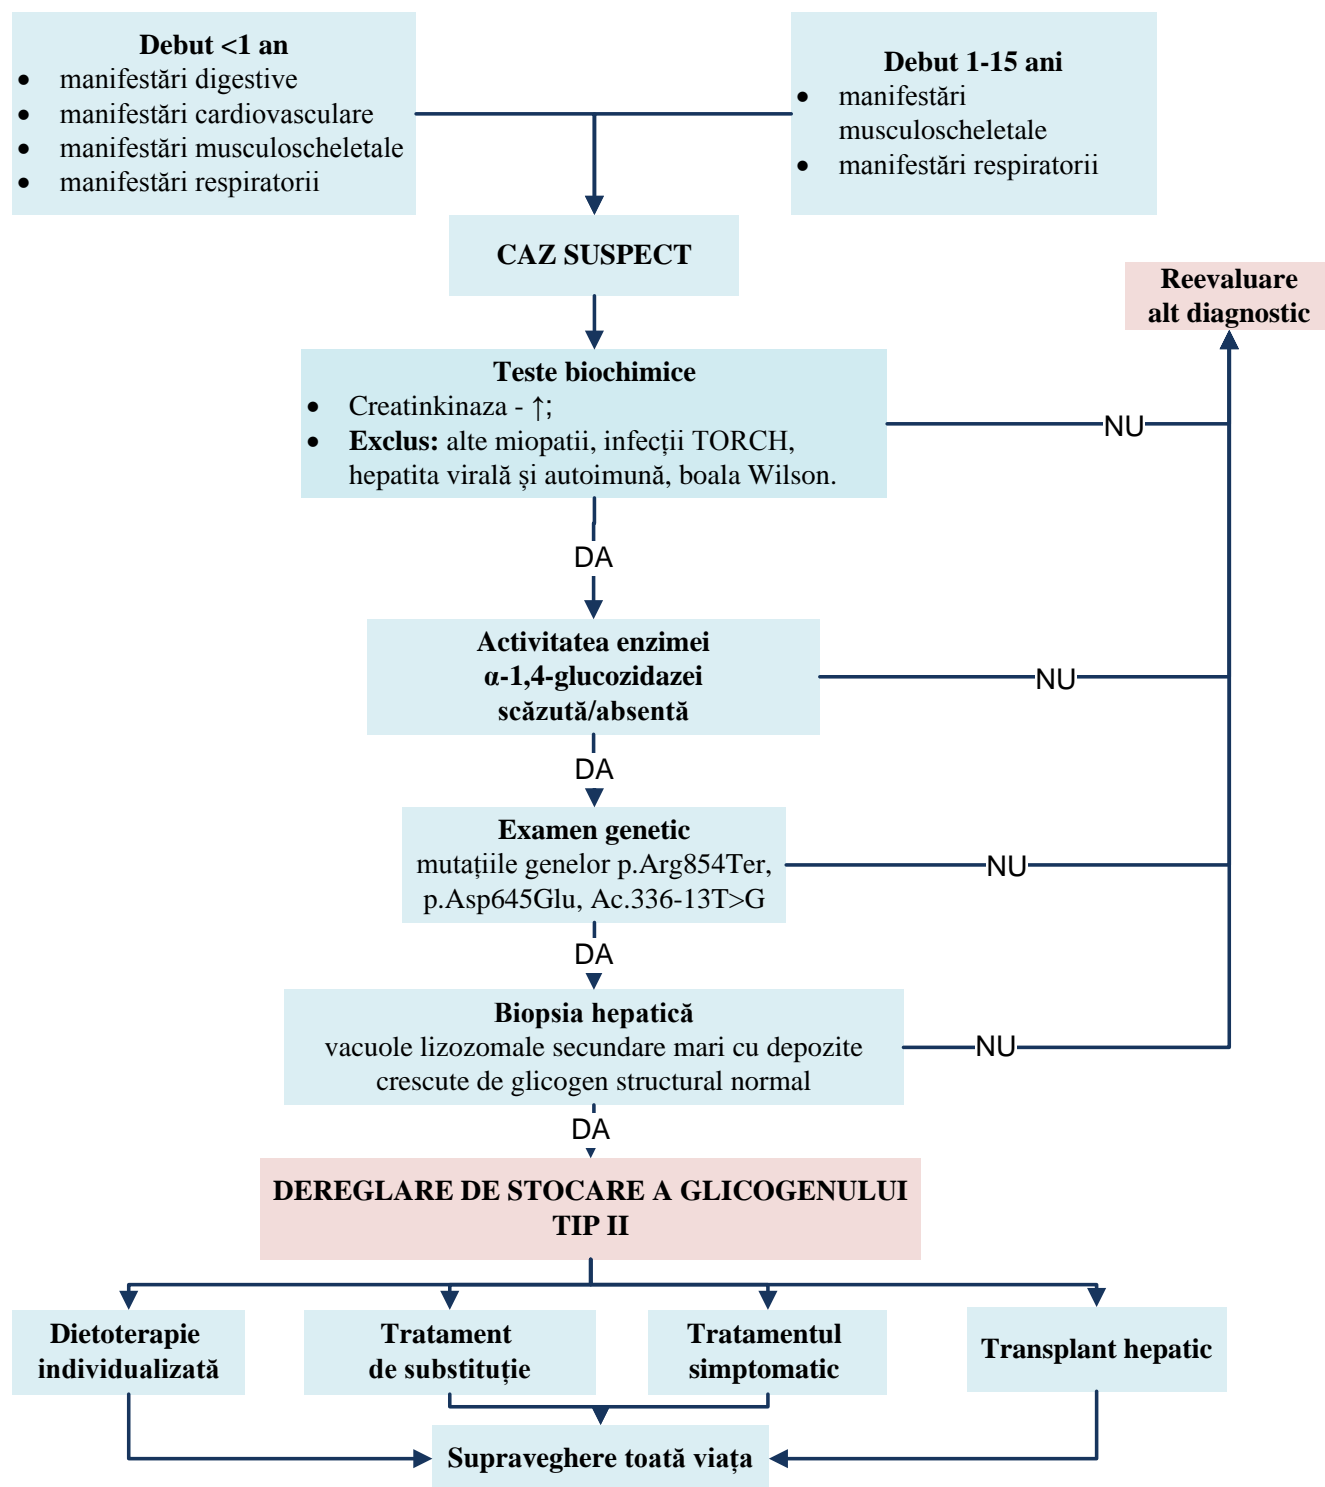 Debut <1 an
• manifestări digestive
• manifestări cardiovasculare
• manifestări musculoscheletale
• manifestări respiratorii
Debut 1-15 ani
• manifestări
musculoscheletale
• manifestări respiratorii
CAZ SUSPECT
Reevaluare
alt diagnostic
Teste biochimice
• Creatinkinaza - ↑;
• Exclus: alte miopatii, infecții TORCH,
hepatita virală și autoimună, boala Wilson.
NU
DA
Activitatea enzimei
α-1,4-glucozidazei
scăzută/absentă
NU
DA
Examen genetic
mutațiile genelor p.Arg854Ter,
p.Asp645Glu, Ac.336-13T>G
NU
DA
Biopsia hepatică
vacuole lizozomale secundare mari cu depozite
crescute de glicogen structural normal
NU
DA
DEREGLARE DE STOCARE A GLICOGENULUI
TIP II
Dietoterapie
individualizată
Tratament
de substituție
Tratamentul
simptomatic
Transplant hepatic
Supraveghere toată viața